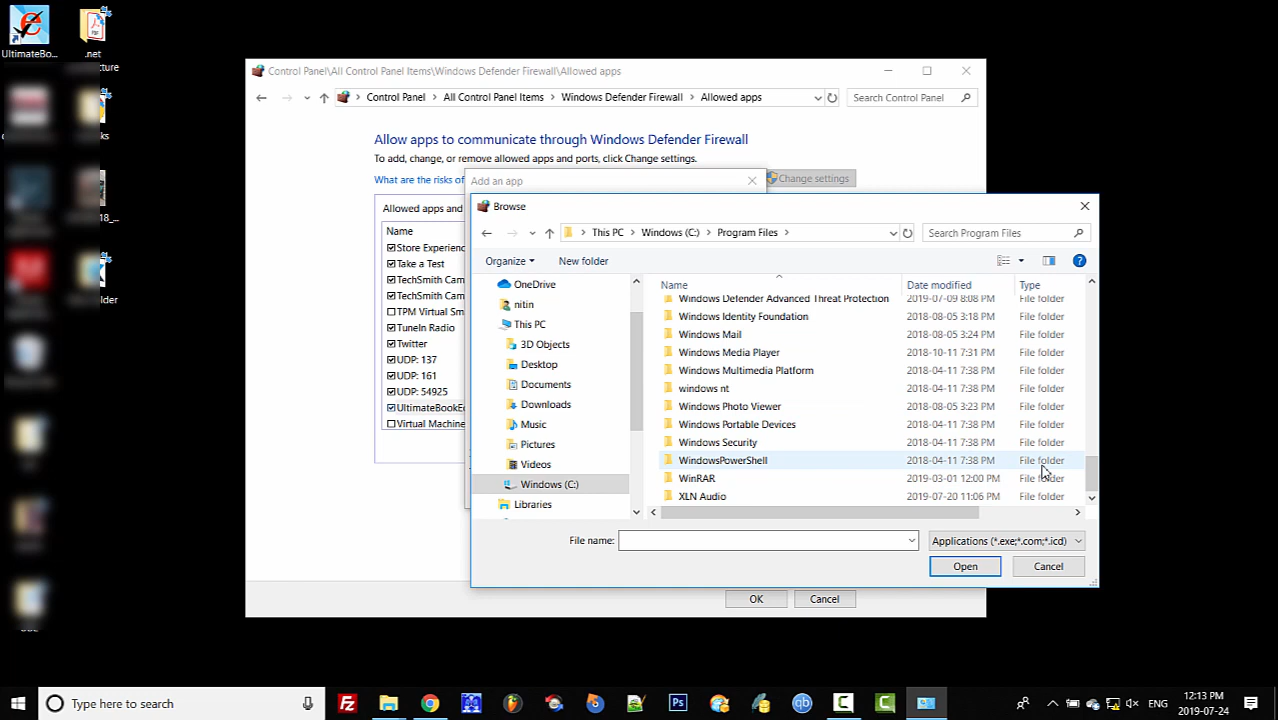 UltimateBo...
.net
cture
Control Panel\All Control Panel Items\Windows Defender Firewall\Allowed apps
Control Panel > All Control Panel Items > Windows Defender Firewall > Allowed apps
Search Control Panel
Allow apps to communicate through Windows Defender Firewall
To add, change, or remove allowed apps and ports, click Change settings.
What are the risks of
Change settings
Add an app
Allowed apps and
Name
Store Experienc
Take a Test
TechSmith Cam
TechSmith Cam
TPM Virtual Sm
TuneIn Radio
Twitter
UDP: 137
UDP: 161
UDP: 54925
UltimateBookEd
Virtual Machine
OK
Cancel
Browse
This PC > Windows (C:) > Program Files >
Search Program Files
Organize
New folder
OneDrive
nitin
This PC
3D Objects
Desktop
Documents
Downloads
Music
Pictures
Videos
Windows (C:)
Libraries
Name Date modified Type
Windows Defender Advanced Threat Protection 2019-07-09 8:08 PM File folder
Windows Identity Foundation 2018-08-05 3:18 PM File folder
Windows Mail 2018-08-05 3:24 PM File folder
Windows Media Player 2018-10-11 7:31 PM File folder
Windows Multimedia Platform 2018-04-11 7:38 PM File folder
windows nt 2018-04-11 7:38 PM File folder
Windows Photo Viewer 2018-08-05 3:23 PM File folder
Windows Portable Devices 2018-04-11 7:38 PM File folder
Windows Security 2018-04-11 7:38 PM File folder
WindowsPowerShell 2018-04-11 7:38 PM File folder
WinRAR 2019-03-01 12:00 PM File folder
XLN Audio 2019-07-20 11:06 PM File folder
File name:
Applications (*.exe;*.com;*.icd)
Open
Cancel
Type here to search
ENG
12:13 PM
2019-07-24